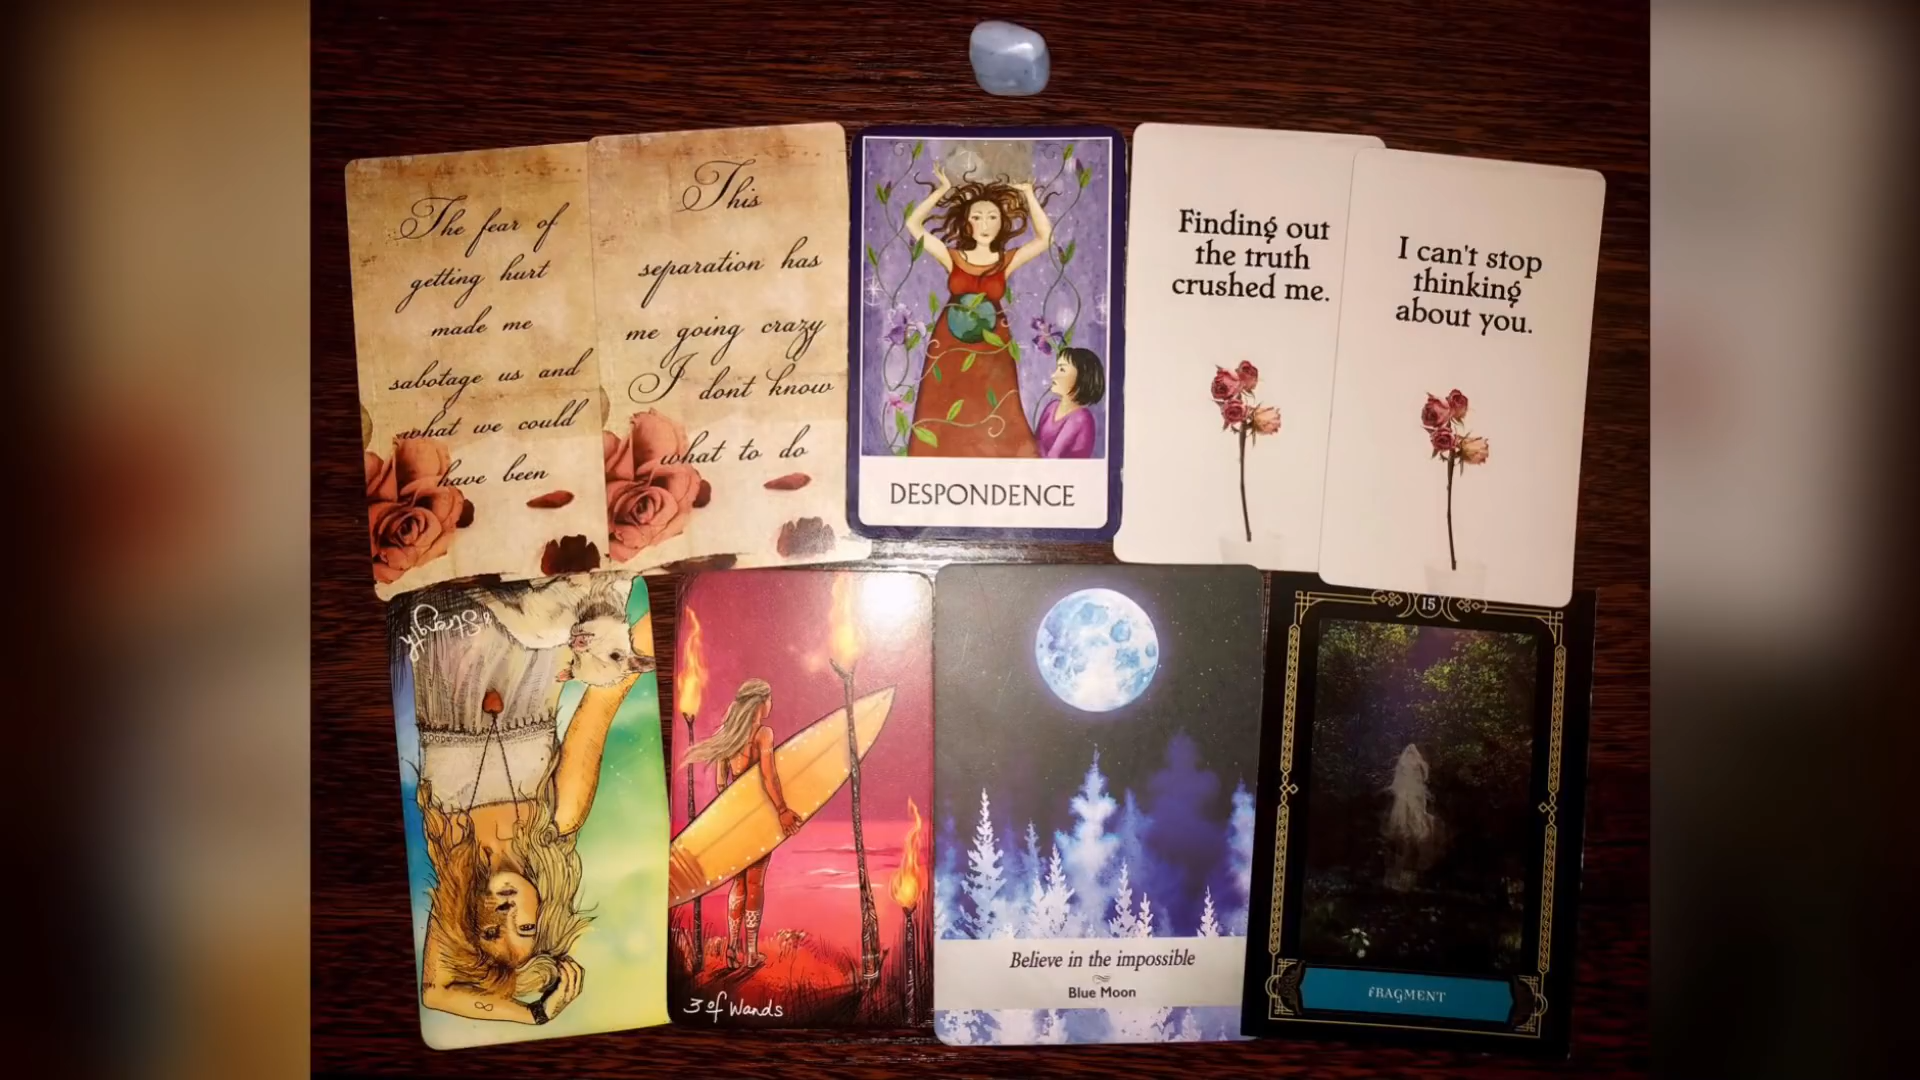 The fear of
getting hurt
made me
sabotage us and
what we could
have been
This
separation has
me going crazy
I dont know
what to do
DESPONDENCE
Finding out
the truth
crushed me.
I can't stop
thinking
about you.
Strength
3 of Wands
Believe in the impossible
Blue Moon
15
FRAGMENT